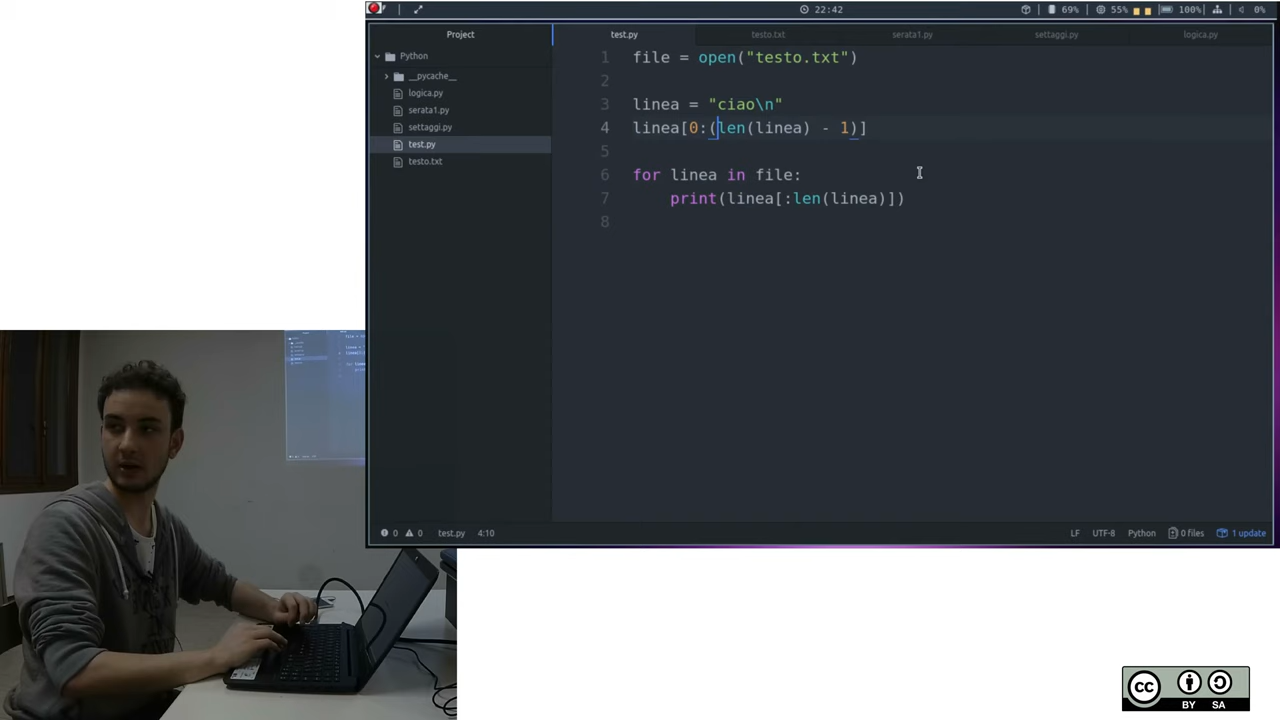 22:42
69%
55%
100%
0%
Project
test.py
testo.txt
serata1.py
settaggi.py
logica.py
Python
__pycache__
logica.py
serata1.py
settaggi.py
test.py
testo.txt
1 file = open("testo.txt")
2
3 linea = "ciao\n"
4 linea[0:(len(linea) - 1)]
5
6 for linea in file:
7 print(linea[:len(linea)])
8
0 0 test.py 4:10
LF UTF-8 Python 0 files 1 update
cc
BY SA